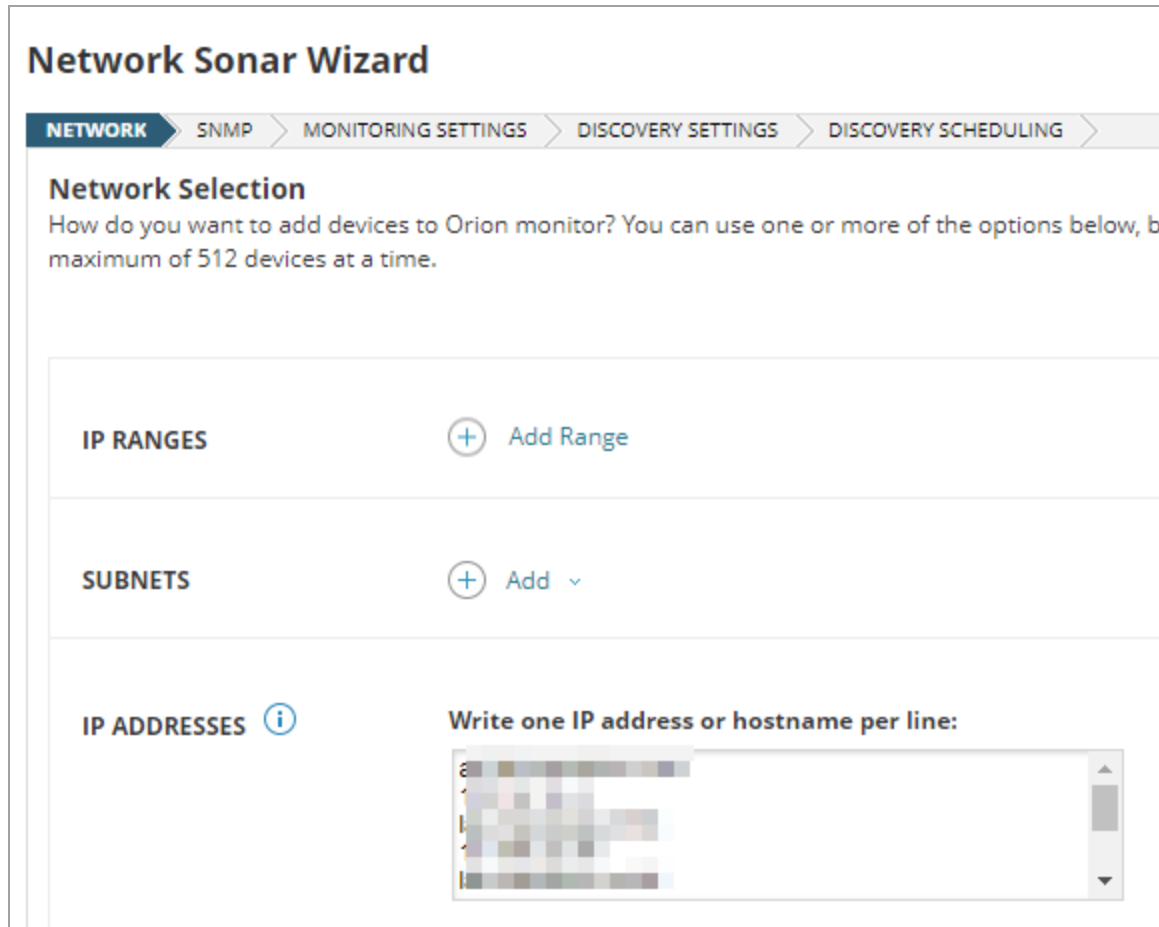 Network Sonar Wizard
NETWORK SNMP MONITORING SETTINGS DISCOVERY SETTINGS DISCOVERY SCHEDULING
Network Selection
How do you want to add devices to Orion monitor? You can use one or more of the options below,
maximum of 512 devices at a time.
IP RANGES Add Range
SUBNETS Add
IP ADDRESSES Write one IP address or hostname per line: